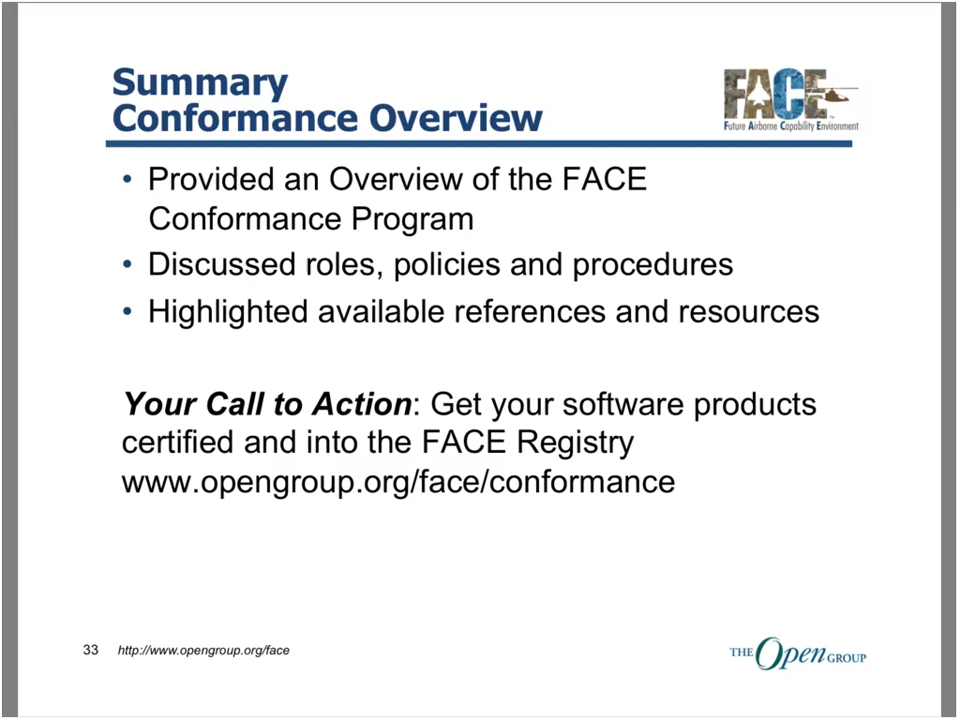 Summary
Conformance Overview
FACE
Future Airborne Capability Environment
• Provided an Overview of the FACE
Conformance Program
• Discussed roles, policies and procedures
• Highlighted available references and resources
Your Call to Action: Get your software products
certified and into the FACE Registry
www.opengroup.org/face/conformance
33 http://www.opengroup.org/face
THE Open GROUP